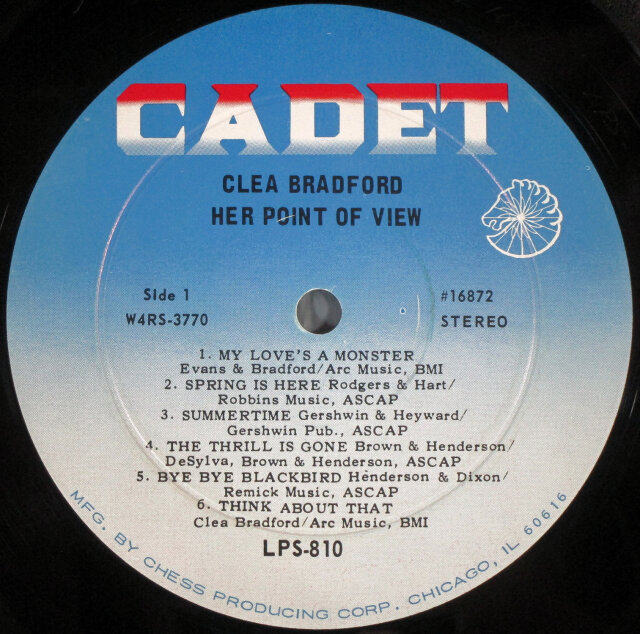 CADET
CLEA BRADFORD
HER POINT OF VIEW
Side 1
W4RS-3770
#16872
STEREO
1. MY LOVE'S A MONSTER
Evans & Bradford/Arc Music, BMI
2. SPRING IS HERE Rodgers & Hart/
Robbins Music, ASCAP
3. SUMMERTIME Gershwin & Heyward/
Gershwin Pub., ASCAP
4. THE THRILL IS GONE Brown & Henderson/
DeSylva, Brown & Henderson, ASCAP
5. BYE BYE BLACKBIRD Henderson & Dixon/
Remick Music, ASCAP
6. THINK ABOUT THAT
Clea Bradford/Arc Music, BMI
LPS-810
MFG. BY CHESS PRODUCING CORP. CHICAGO, IL 60616